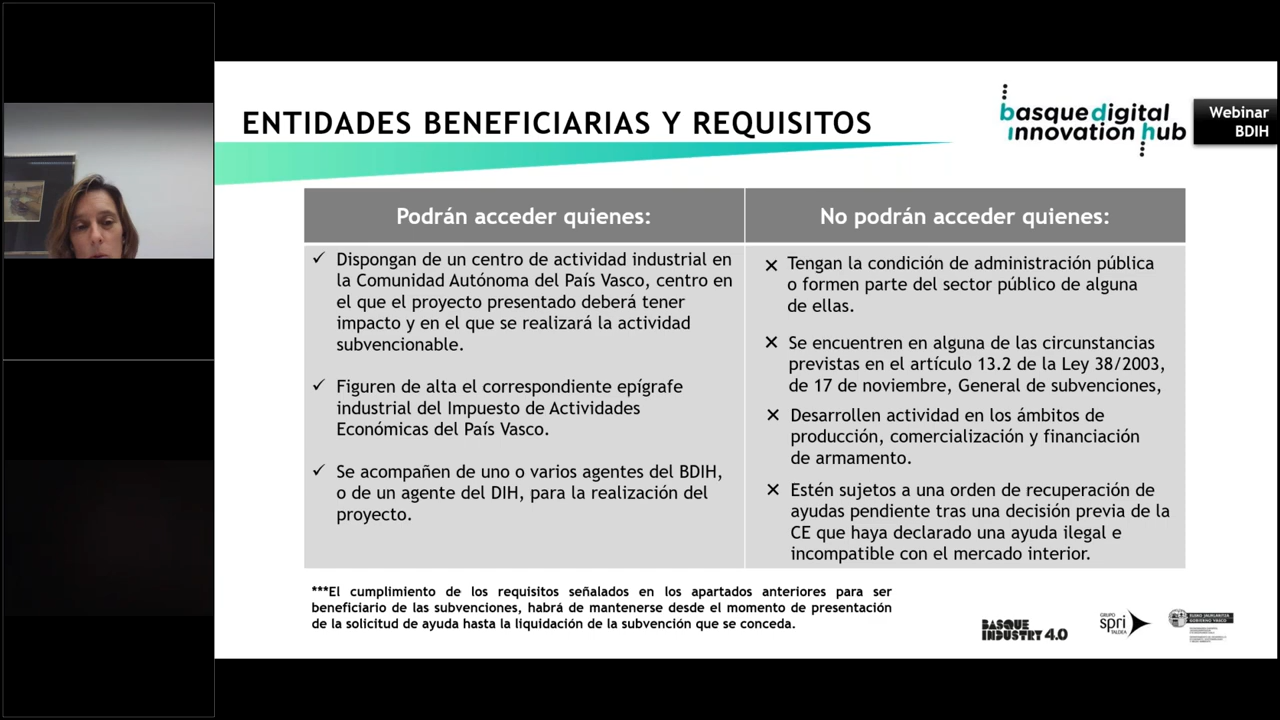 ENTIDADES BENEFICIARIAS Y REQUISITOS
basque digital
innovation hub
Webinar
BDIH
Podrán acceder quienes:
Dispongan de un centro de actividad industrial en
la Comunidad Autónoma del País Vasco, centro en
el que el proyecto presentado deberá tener
impacto y en el que se realizará la actividad
subvencionable.
Figuren de alta el correspondiente epígrafe
industrial del Impuesto de Actividades
Económicas del País Vasco.
Se acompañen de uno o varios agentes del BDIH,
o de un agente del DIH, para la realización del
proyecto.
No podrán acceder quienes:
Tengan la condición de administración pública
o formen parte del sector público de alguna
de ellas.
Se encuentren en alguna de las circunstancias
previstas en el artículo 13.2 de la Ley 38/2003,
de 17 de noviembre, General de subvenciones,
Desarrollen actividad en los ámbitos de
producción, comercialización y financiación
de armamento.
Estén sujetos a una orden de recuperación de
ayudas pendiente tras una decisión previa de la
CE que haya declarado una ayuda ilegal e
incompatible con el mercado interior.
***El cumplimiento de los requisitos señalados en los apartados anteriores para ser
beneficiario de las subvenciones, habrá de mantenerse desde el momento de presentación
de la solicitud de ayuda hasta la liquidación de la subvención que se conceda.
BASQUE
INDUSTRY 4.0
GRUPO
spri
TALDEA
EUSKO JAURLARITZA
GOBIERNO VASCO